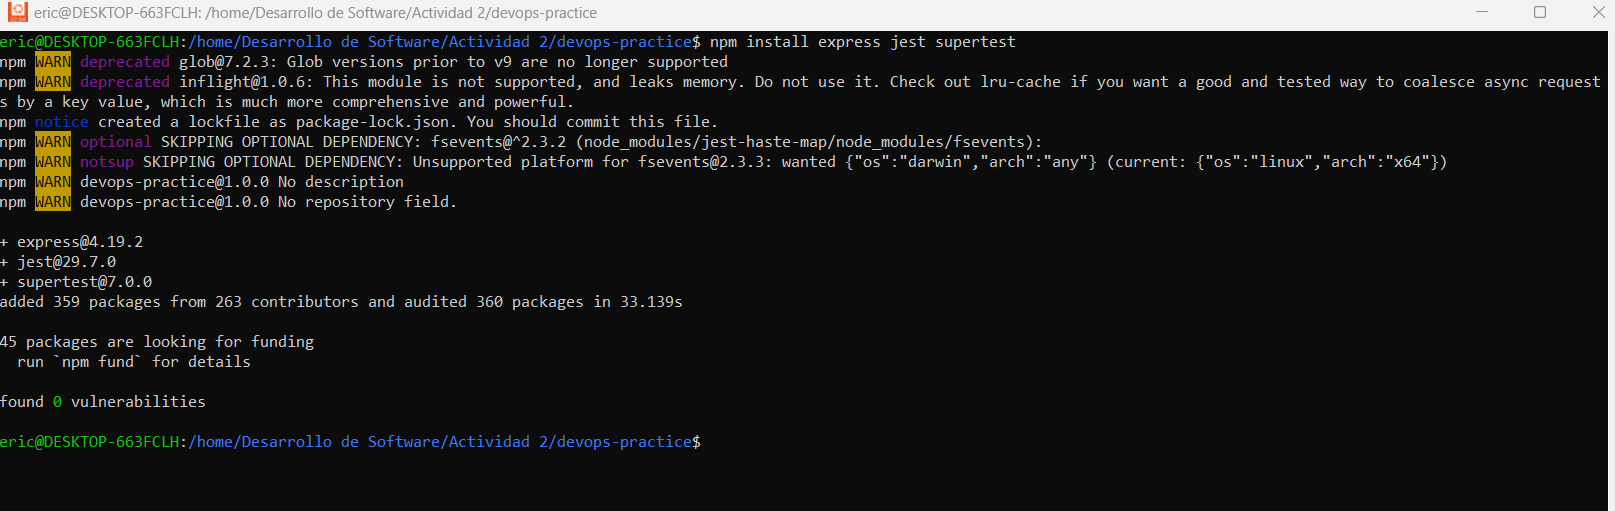 eric@DESKTOP-663FCLH: /home/Desarrollo de Software/Actividad 2/devops-practice
eric@DESKTOP-663FCLH:/home/Desarrollo de Software/Actividad 2/devops-practice$ npm install express jest supertest
npm WARN deprecated glob@7.2.3: Glob versions prior to v9 are no longer supported
npm WARN deprecated inflight@1.0.6: This module is not supported, and leaks memory. Do not use it. Check out lru-cache if you want a good and tested way to coalesce async request
s by a key value, which is much more comprehensive and powerful.
npm notice created a lockfile as package-lock.json. You should commit this file.
npm WARN optional SKIPPING OPTIONAL DEPENDENCY: fsevents@^2.3.2 (node_modules/jest-haste-map/node_modules/fsevents):
npm WARN notsup SKIPPING OPTIONAL DEPENDENCY: Unsupported platform for fsevents@2.3.3: wanted {"os":"darwin","arch":"any"} (current: {"os":"linux","arch":"x64"})
npm WARN devops-practice@1.0.0 No description
npm WARN devops-practice@1.0.0 No repository field.
+ express@4.19.2
+ jest@29.7.0
+ supertest@7.0.0
added 359 packages from 263 contributors and audited 360 packages in 33.139s
45 packages are looking for funding
run `npm fund` for details
found 0 vulnerabilities
eric@DESKTOP-663FCLH:/home/Desarrollo de Software/Actividad 2/devops-practice$